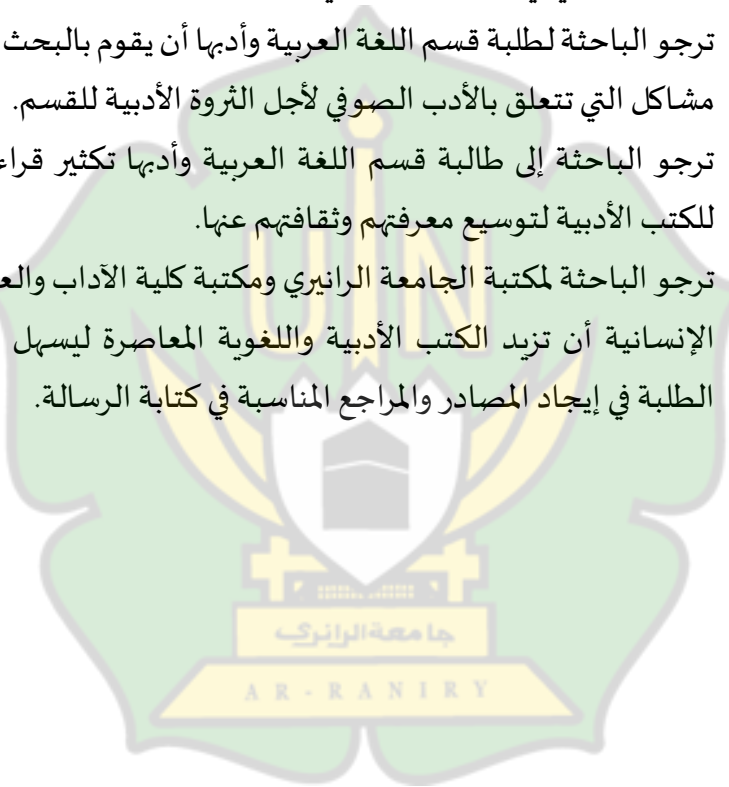 ترجو الباحثة لطلبة قسم اللغة العربية وأدبها أن يقوم بالبحث
مشاكل التي تتعلق بالأدب الصوفي لأجل الثروة الأدبية للقسم.
ترجو الباحثة إلى طالبة قسم اللغة العربية وأدبها تكثير
للكتب الأدبية لتوسيع معرفتهم وثقافتهم عنها.
ترجو الباحثة لمكتبة الجامعة الرانيري ومكتبة كلية الآداب
الإنسانية أن تزيد الكتب الأدبية واللغوية المعاصرة ليسهل
الطلبة في إيجاد المصادر والمراجع المناسبة في كتابة الرسالة.
UIN
جامعة الرانري
AR-RANIRY